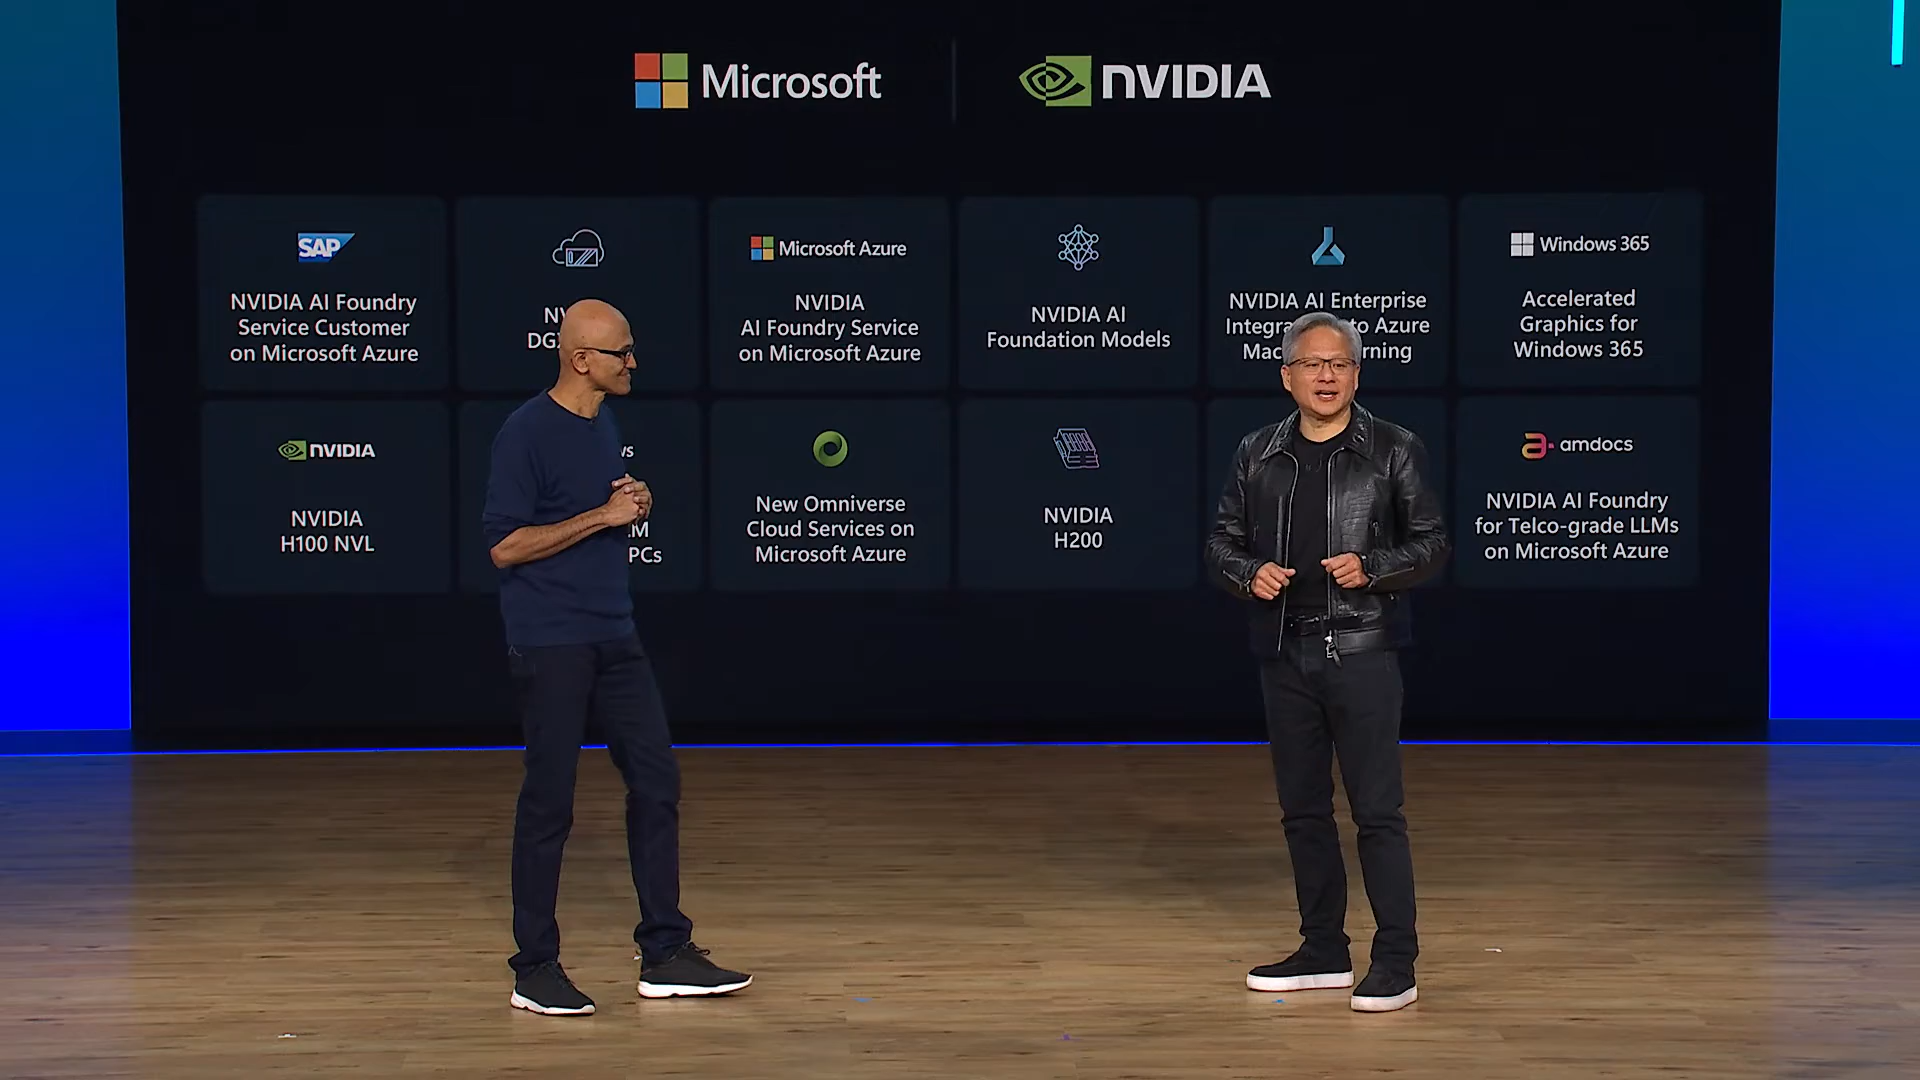 Microsoft
NVIDIA
SAP
NVIDIA AI Foundry
Service Customer
on Microsoft Azure
Microsoft Azure
NVIDIA
AI Foundry Service
on Microsoft Azure
NVIDIA AI
Foundation Models
NVIDIA AI Enterprise
Azure
Windows 365
Accelerated
Graphics for
Windows 365
NVIDIA
NVIDIA
H100 NVL
PCs
New Omniverse
Cloud Services on
Microsoft Azure
NVIDIA
H200
amdocs
NVIDIA AI Foundry
for Telco-grade LLMs
on Microsoft Azure